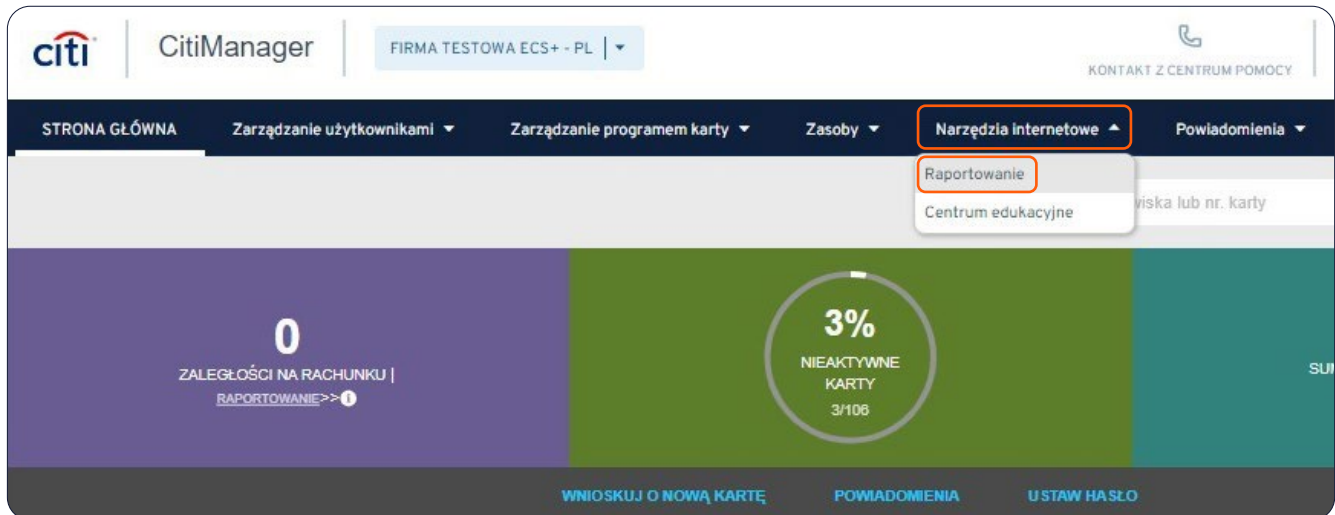 citi
CitiManager
FIRMA TESTOWA ECS+ - PL
KONTAKT Z CENTRUM POMOCY
STRONA GŁÓWNA
Zarządzanie użytkownikami
Zarządzanie programem karty
Zasoby
Narzędzia internetowe
Powiadomienia
Raportowanie
Centrum edukacyjne
lub nr. karty
0
ZALEGŁOŚCI NA RACHUNKU |
RAPORTOWANIE>>
3%
NIEAKTYWNE
KARTY
3/106
WNIOSKUJ O NOWĄ KARTĘ
POWIADOMIENIA
USTAW HASŁO